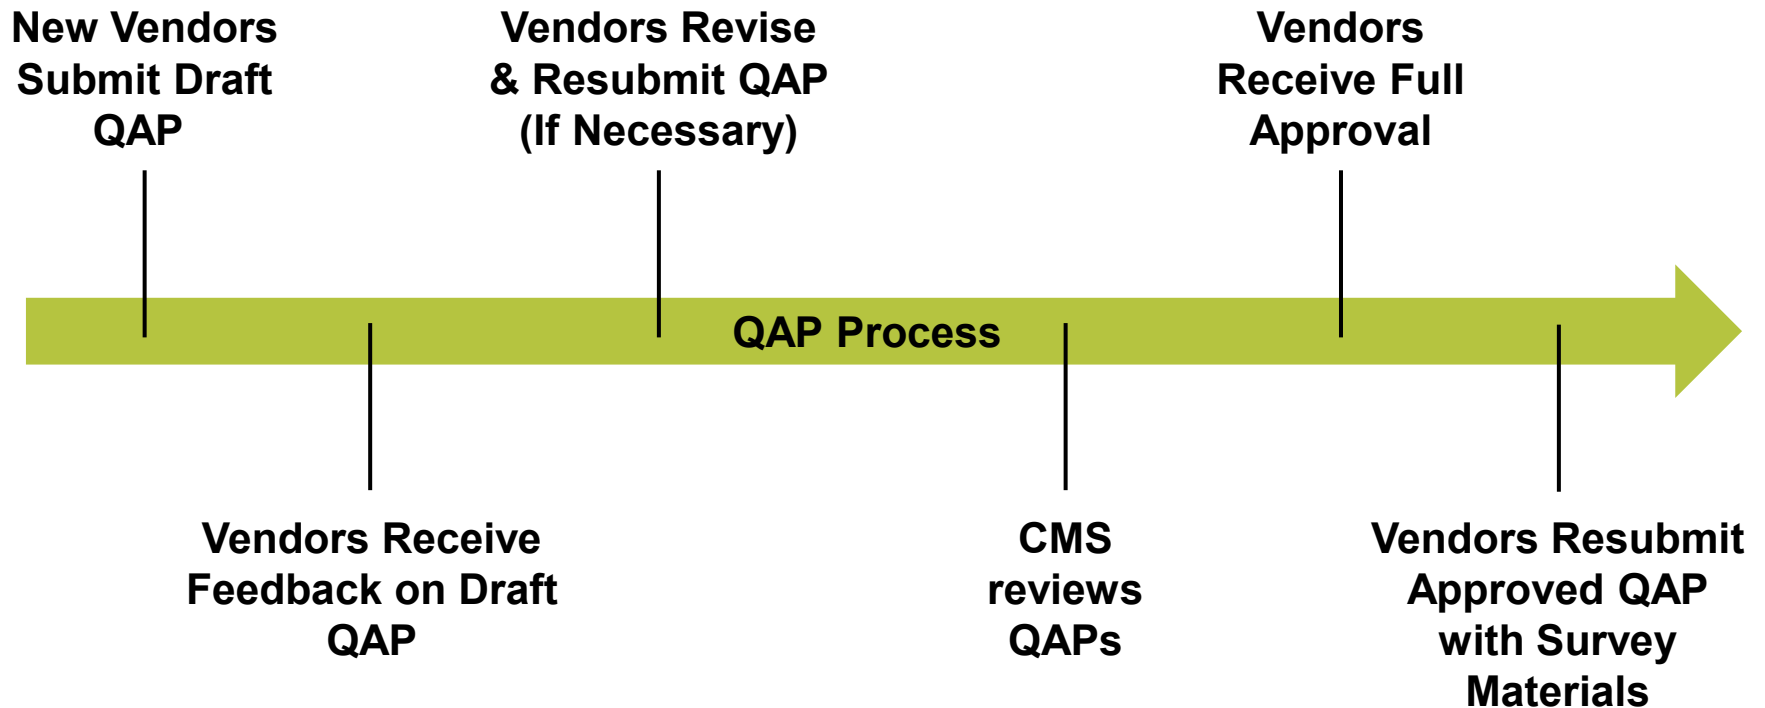 New Vendors
Submit Draft
QAP
Vendors Revise
& Resubmit QAP
(If Necessary)
Vendors
Receive Full
Approval
QAP Process
Vendors Receive
Feedback on Draft
QAP
CMS
reviews
QAPs
Vendors Resubmit
Approved QAP
with Survey
Materials